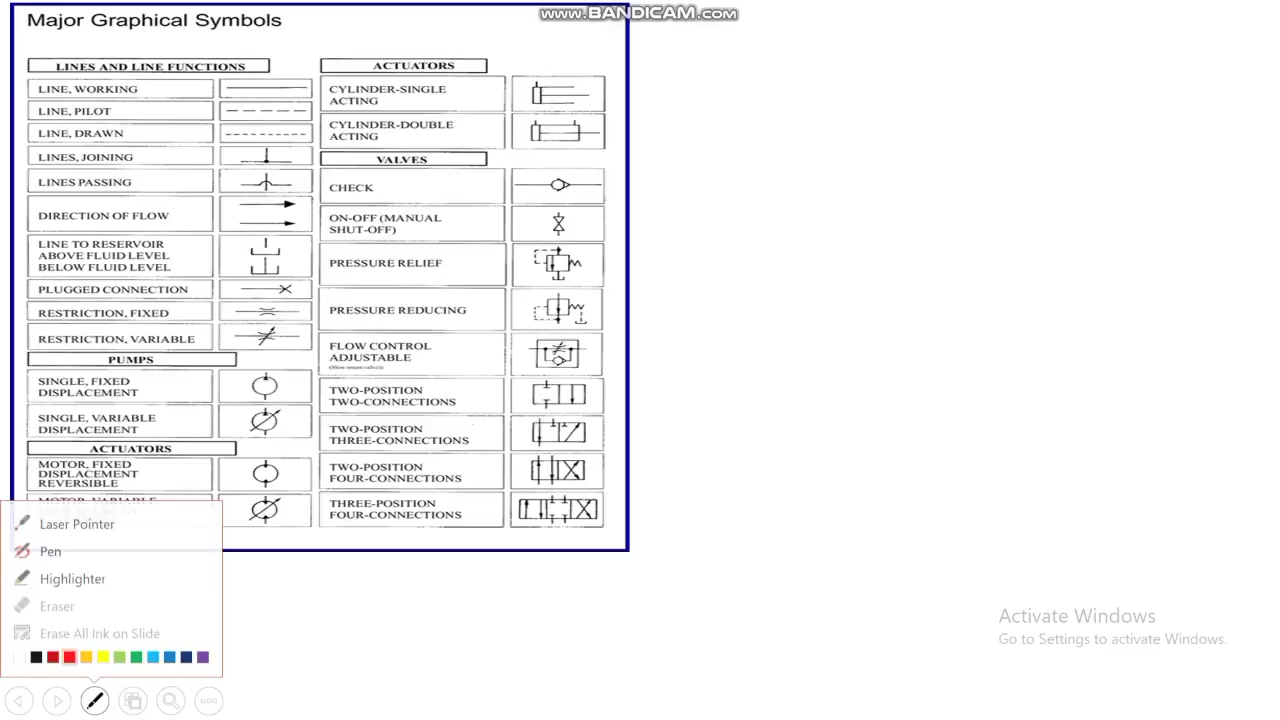 www.BANDICAM.com
Major Graphical Symbols
LINES AND LINE FUNCTIONS
LINE, WORKING
LINE, PILOT
LINE, DRAWN
LINES, JOINING
LINES PASSING
DIRECTION OF FLOW
LINE TO RESERVOIR
ABOVE FLUID LEVEL
BELOW FLUID LEVEL
PLUGGED CONNECTION
RESTRICTION, FIXED
RESTRICTION, VARIABLE
PUMPS
SINGLE, FIXED
DISPLACEMENT
SINGLE, VARIABLE
DISPLACEMENT
ACTUATORS
MOTOR, FIXED
DISPLACEMENT
REVERSIBLE
MOTOR, VARIABLE
ACTUATORS
CYLINDER-SINGLE
ACTING
CYLINDER-DOUBLE
ACTING
VALVES
CHECK
ON-OFF (MANUAL
SHUT-OFF)
PRESSURE RELIEF
PRESSURE REDUCING
FLOW CONTROL
ADJUSTABLE
TWO-POSITION
TWO-CONNECTIONS
TWO-POSITION
THREE-CONNECTIONS
TWO-POSITION
FOUR-CONNECTIONS
THREE-POSITION
FOUR-CONNECTIONS
Laser Pointer
Pen
Highlighter
Eraser
Erase All Ink on Slide
Activate Windows
Go to Settings to activate Windows.